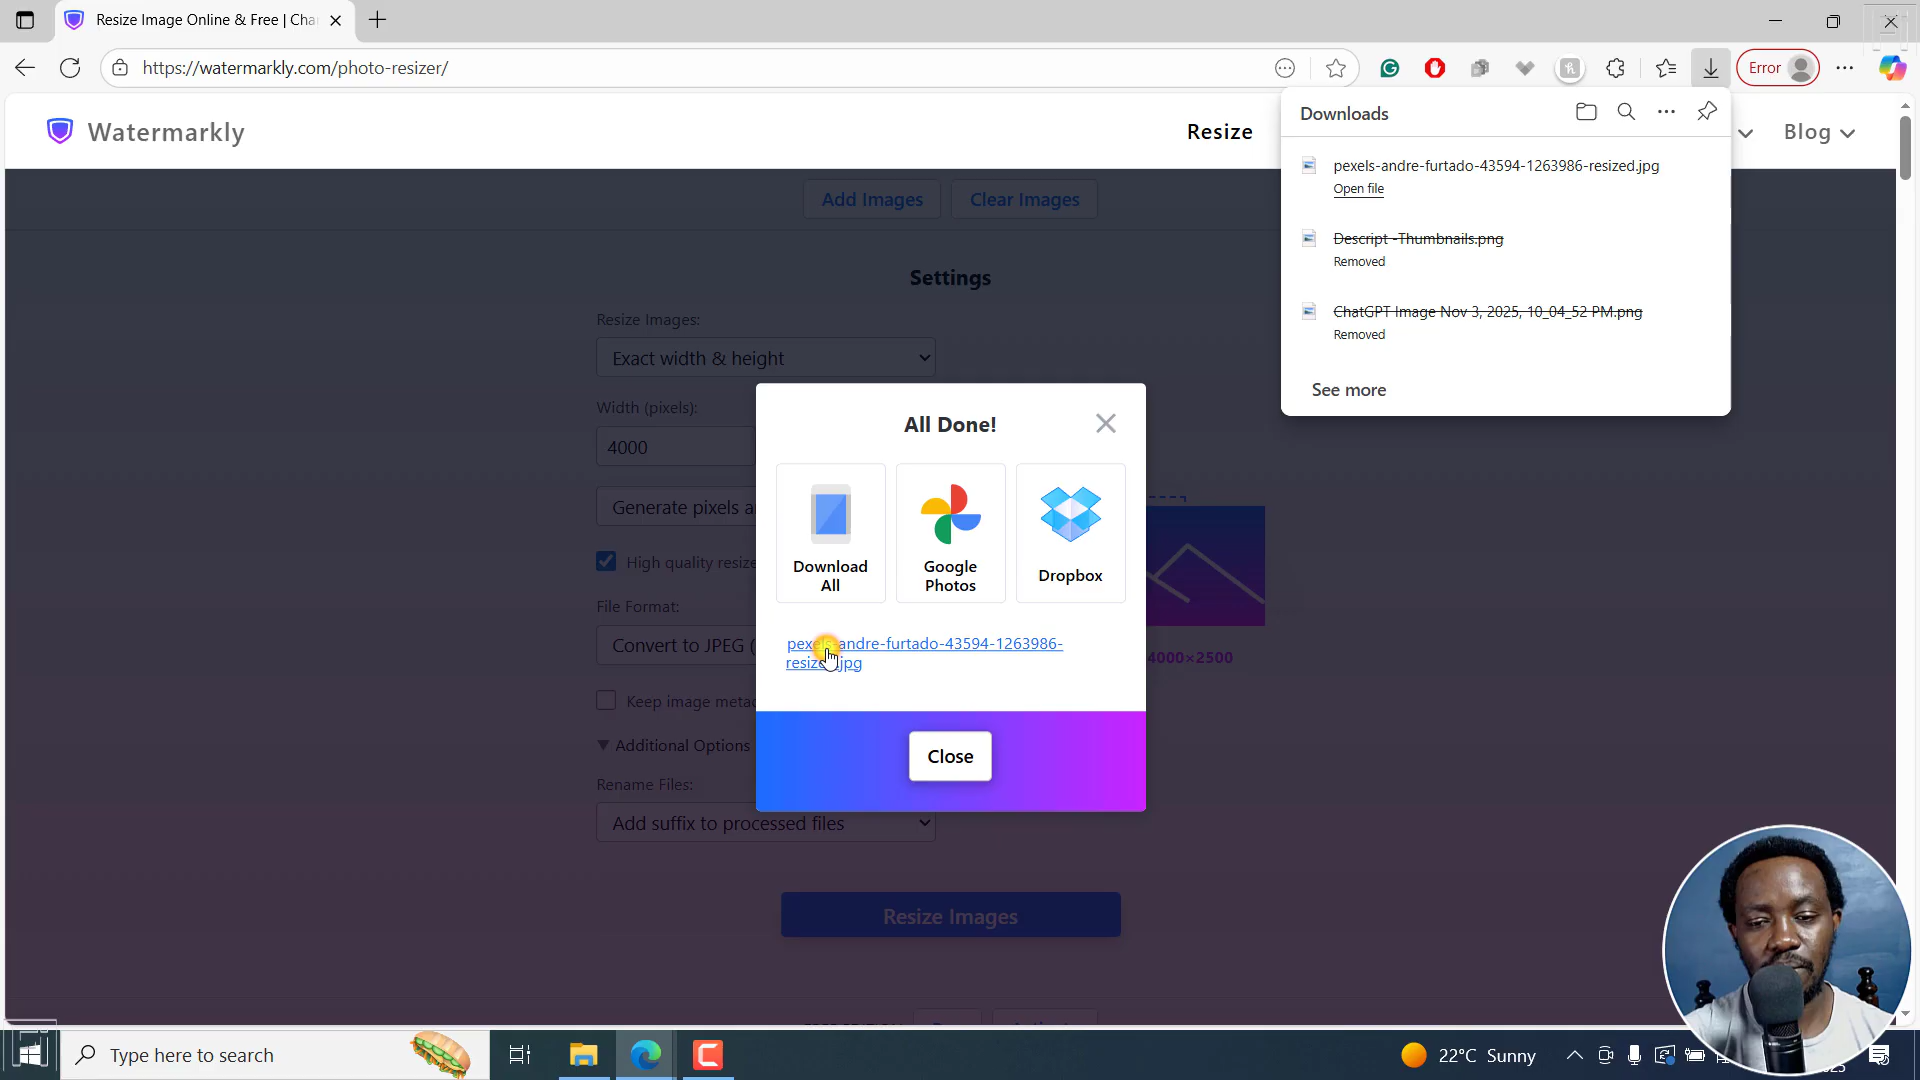 Resize Image Online & Free | Cha
https://watermarkly.com/photo-resizer/
Error
Watermarkly
Resize
Blog
Downloads
pexels-andre-furtado-43594-1263986-resized.jpg
Open file
Descript -Thumbnails.png
Removed
ChatGPT Image Nov 3, 2025, 10_04_52 PM.png
Removed
See more
Add Images
Clear Images
Settings
Resize Images:
Exact width & height
Width (pixels):
4000
Generate pixels a
High quality resize
File Format:
Convert to JPEG (
Keep image metad
Additional Options
Rename Files:
Add suffix to processed files
4000×2500
All Done!
Download All
Google Photos
Dropbox
pexels-andre-furtado-43594-1263986-
resized.jpg
Close
Resize Images
Type here to search
22°C Sunny